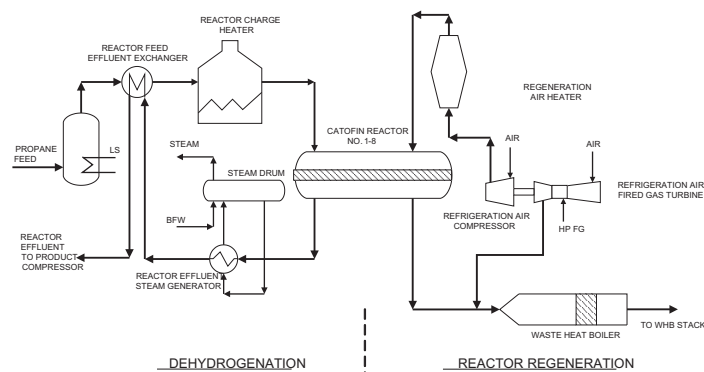 REACTOR CHARGE
HEATER
REACTOR FEED
EFFLUENT EXCHANGER
REGENERATION
AIR HEATER
CATOFIN REACTOR
NO. 1-8
AIR
AIR
PROPANE
FEED
LS
STEAM
STEAM DRUM
BFW
REFRIGERATION AIR
COMPRESSOR
HP FG
REFRIGERATION AIR
FIRED GAS TURBINE
REACTOR
EFFLUENT
TO PRODUCT
COMPRESSOR
REACTOR EFFLUENT
STEAM GENERATOR
WASTE HEAT BOILER
TO WHB STACK
DEHYDROGENATION
REACTOR REGENERATION